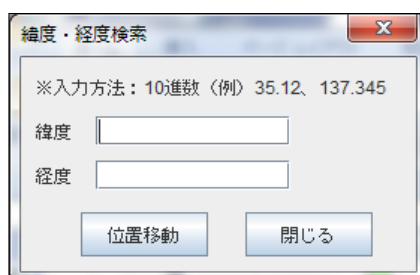 緯度・経度検索
※入力方法：10進数（例）35.12、137.345
緯度
経度
位置移動 閉じる